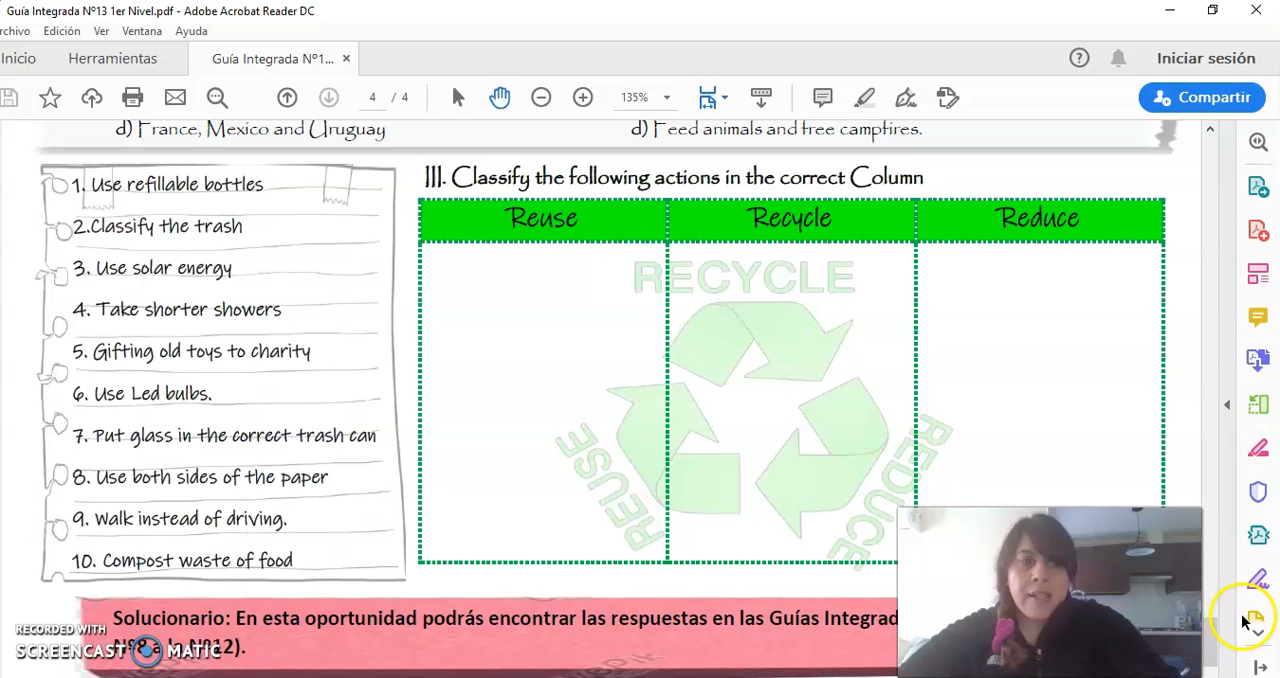 Guía Integrada Nº13 1er Nivel.pdf - Adobe Acrobat Reader DC
rchivo Edición Ver Ventana Ayuda
Inicio Herramientas Guía Integrada Nº1... ×
Iniciar sesión
4 / 4 135% Compartir
d) France, Mexico and Uruguay d) Feed animals and free campfires.
III. Classify the following actions in the correct Column
1. Use refillable bottles
2.Classify the trash
3. Use solar energy
4. Take shorter showers
5. Gifting old toys to charity
6. Use Led bulbs.
7. Put glass in the correct trash can
8. Use both sides of the paper
9. Walk instead of driving.
10. Compost waste of food
Reuse Recycle Reduce
RECYCLE
REUSE
REDUCE
Solucionario: En esta oportunidad podrás encontrar las respuestas en las Guías Integrad
RECORDED WITH
SCREENCAST MATIC
Nº8 a la Nº12).